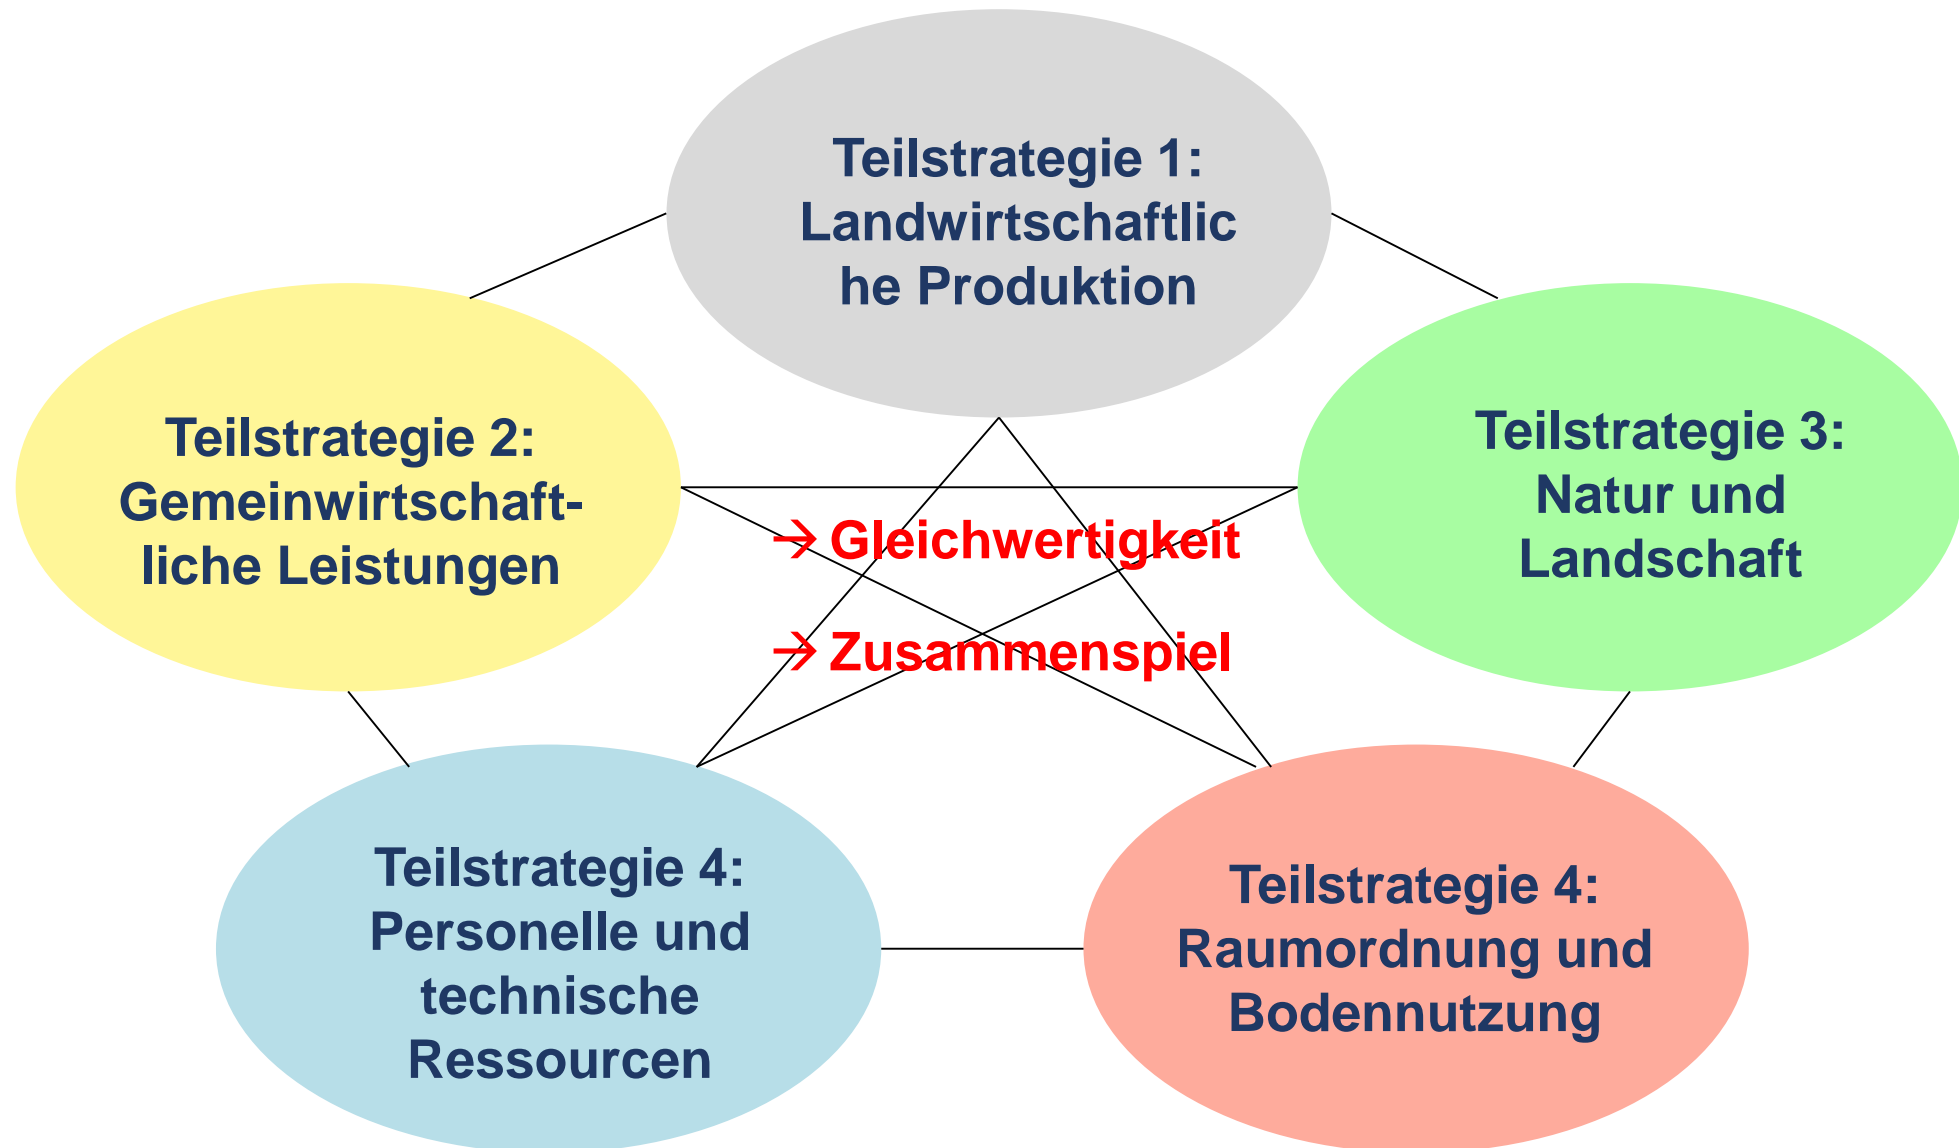 Teilstrategie 1:
Landwirtschaftlic
he Produktion
Teilstrategie 2:
Gemeinwirtschaft-
liche Leistungen
Teilstrategie 3:
Natur und
Landschaft
→ Gleichwertigkeit
→ Zusammenspiel
Teilstrategie 4:
Personelle und
technische
Ressourcen
Teilstrategie 4:
Raumordnung und
Bodennutzung